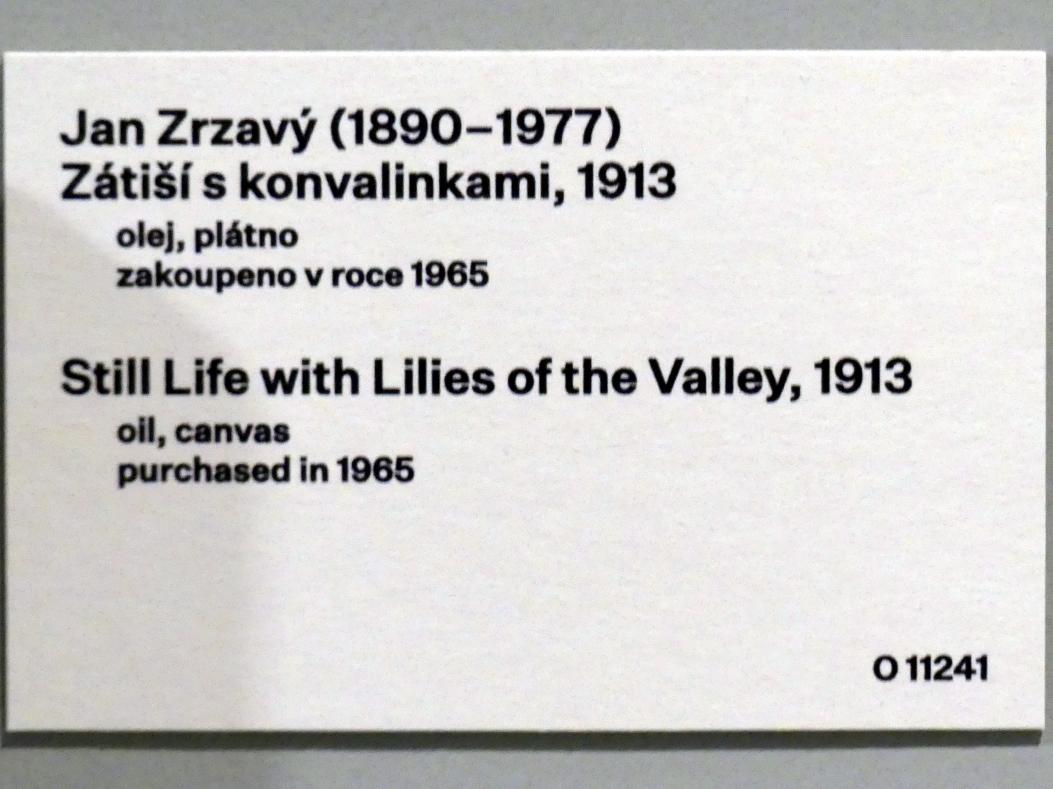 Jan Zrzavý (1890–1977)
Zátiší s konvalinkami, 1913
olej, plátno
zakoupeno v roce 1965
Still Life with Lilies of the Valley, 1913
oil, canvas
purchased in 1965
O 11241